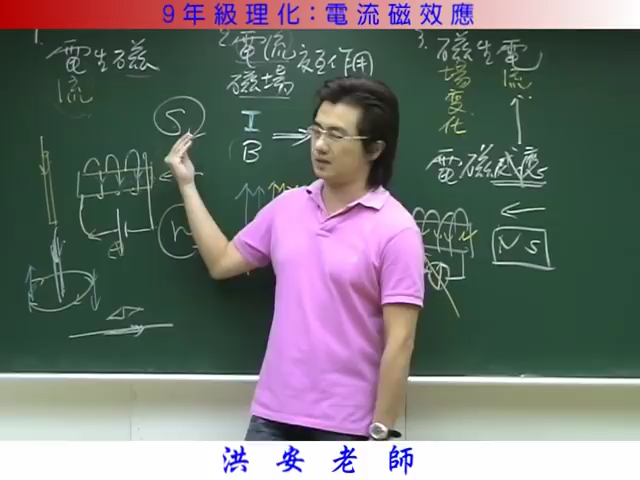 9年級理化:電流磁效應
1.
電生磁
流
2.
電流
磁場
交互作用
I
B
3.
磁生電
場 流
變
化
電磁感應
S
N
N S
洪安老師